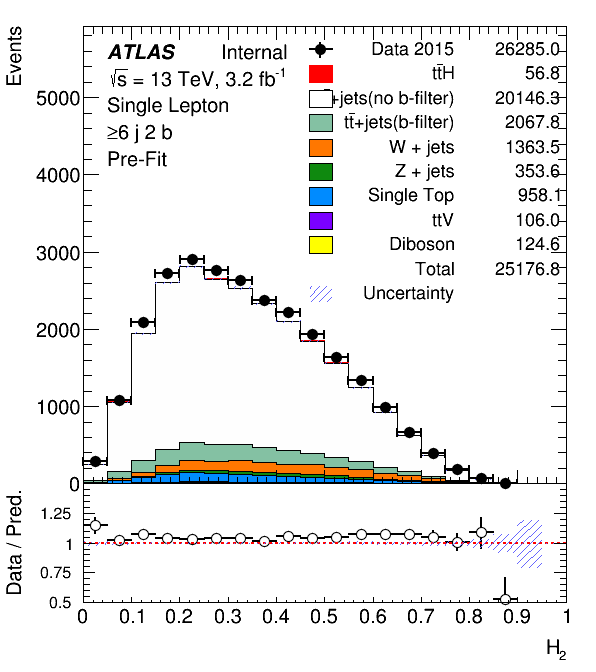 Events
ATLAS Internal
√s = 13 TeV, 3.2 fb⁻¹
Single Lepton
≥6 j 2 b
Pre-Fit
Data 2015 26285.0
tt̄H 56.8
+jets(no b-filter) 20146.3
tt̄+jets(b-filter) 2067.8
W + jets 1363.5
Z + jets 353.6
Single Top 958.1
ttV 106.0
Diboson 124.6
Total 25176.8
Uncertainty
5000
4000
3000
2000
1000
0
Data / Pred.
1.25
1
0.75
0.5
0 0.1 0.2 0.3 0.4 0.5 0.6 0.7 0.8 0.9 1
H₂